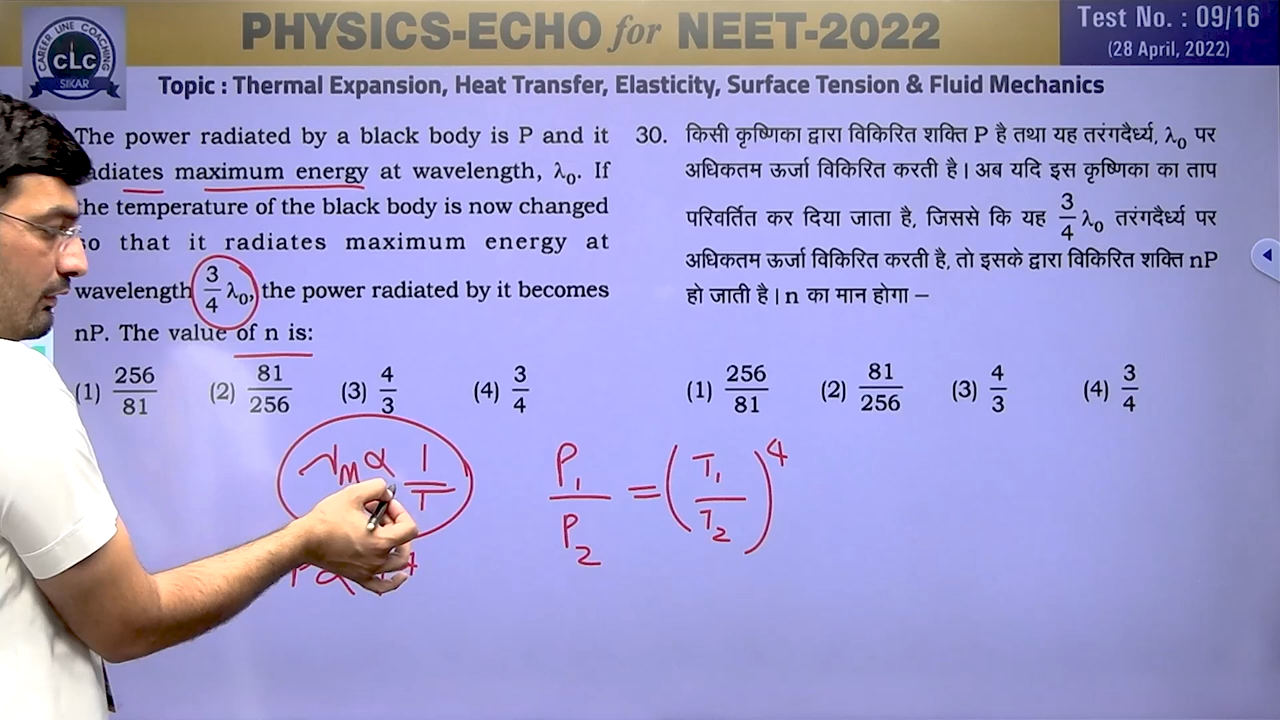 PHYSICS-ECHO for NEET-2022
Test No. : 09/16
(28 April, 2022)
CAREER LINE COACHING
CLC
SIKAR
Topic : Thermal Expansion, Heat Transfer, Elasticity, Surface Tension & Fluid Mechanics
The power radiated by a black body is P and it
adiates maximum energy at wavelength, λ₀. If
the temperature of the black body is now changed
so that it radiates maximum energy at
wavelength 3/4 λ₀, the power radiated by it becomes
nP. The value of n is:
(1) 256/81 (2) 81/256 (3) 4/3 (4) 3/4
30. किसी कृष्णिका द्वारा विकिरित शक्ति P है तथा यह तरंगदैर्ध्य, λ₀ पर
अधिकतम ऊर्जा विकिरित करती है। अब यदि इस कृष्णिका का ताप
परिवर्तित कर दिया जाता है, जिससे कि यह 3/4 λ₀ तरंगदैर्ध्य पर
अधिकतम ऊर्जा विकिरित करती है, तो इसके द्वारा विकिरित शक्ति nP
हो जाती है। n का मान होगा –
(1) 256/81 (2) 81/256 (3) 4/3 (4) 3/4
λm ∝ 1/T
P₁/P₂ = (T₁/T₂)⁴
P ∝